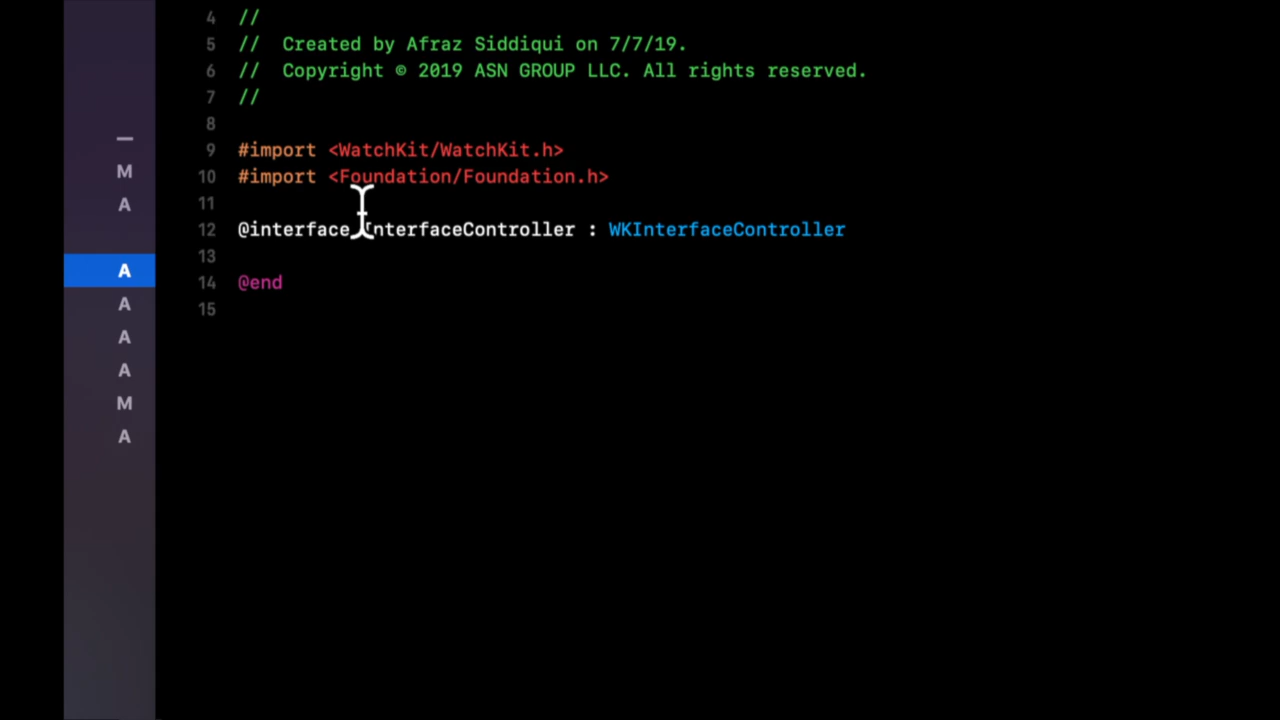 4 //
5 //  Created by Afraz Siddiqui on 7/7/19.
6 //  Copyright © 2019 ASN GROUP LLC. All rights reserved.
7 //
8
9 #import <WatchKit/WatchKit.h>
10 #import <Foundation/Foundation.h>
11
12 @interface InterfaceController : WKInterfaceController
13
14 @end
15
—
M
A
A
A
A
A
M
A